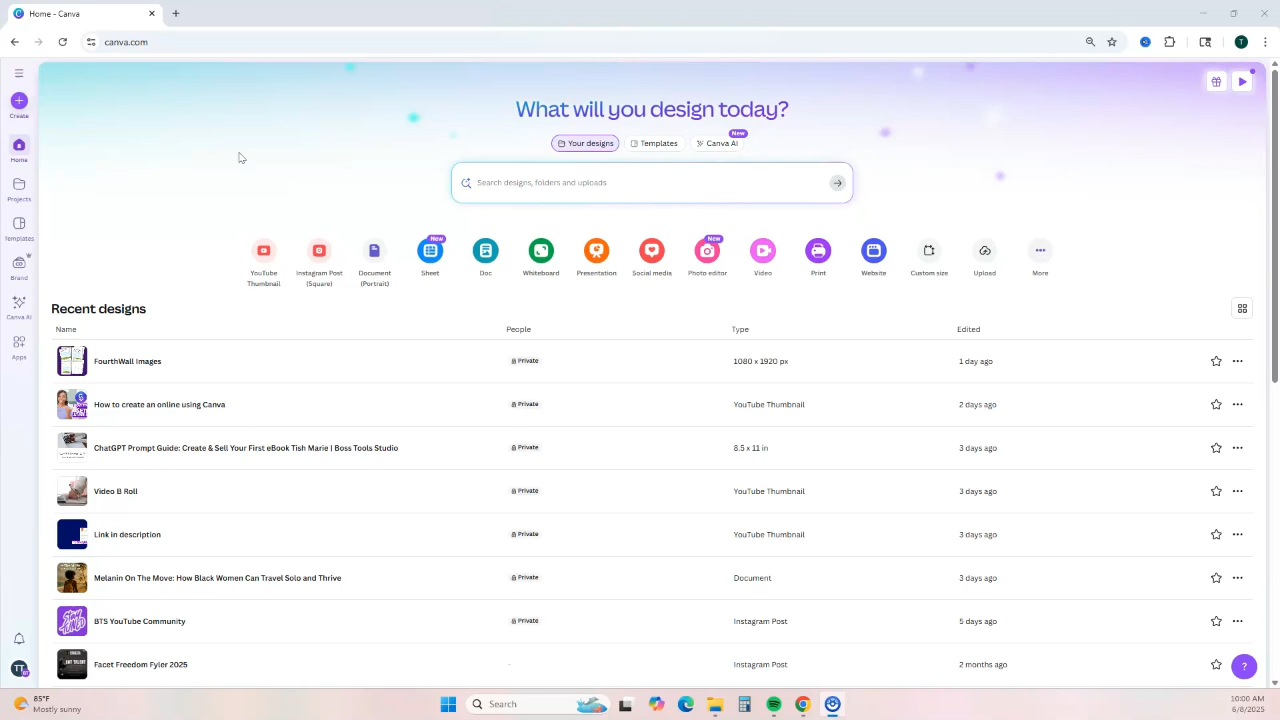 Home - Canva
canva.com
What will you design today?
Your designs
Templates
Canva AI
New
Search designs, folders and uploads
Create
Home
Projects
Templates
Brand
Canva AI
Apps
YouTube Thumbnail
Instagram Post (Square)
Document (Portrait)
New
Sheet
Doc
Whiteboard
Presentation
Social media
New
Photo editor
Video
Print
Website
Custom size
Upload
More
Recent designs
Name People Type Edited
FourthWall Images Private 1080 x 1920 px 1 day ago
How to create an online using Canva Private YouTube Thumbnail 2 days ago
ChatGPT Prompt Guide: Create & Sell Your First eBook Tish Marie | Boss Tools Studio Private 8.5 x 11 in 3 days ago
Video B Roll Private YouTube Thumbnail 3 days ago
Link in description Private YouTube Thumbnail 3 days ago
Melanin On The Move: How Black Women Can Travel Solo and Thrive Private Document 3 days ago
BTS YouTube Community Private Instagram Post 5 days ago
Facet Freedom Fyler 2025 - Instagram Post 2 months ago
TT
?
85°F
Mostly sunny
Search
10:00 AM
6/8/2025